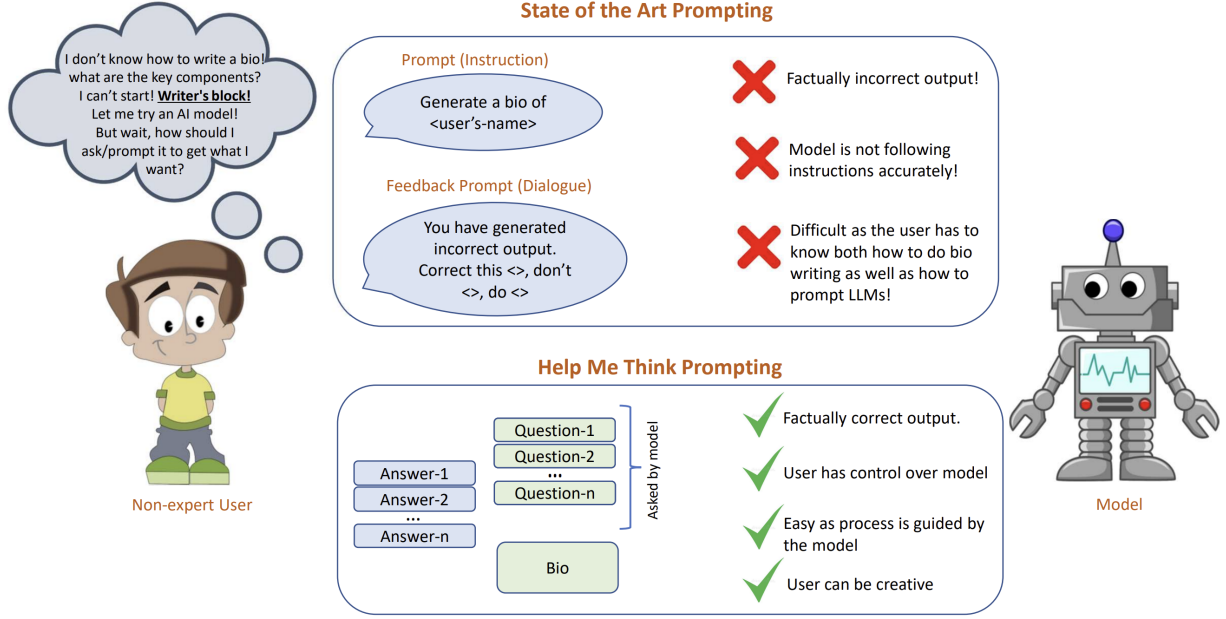 State of the Art Prompting
I don't know how to write a bio!
what are the key components?
I can't start! Writer's block!
Let me try an AI model!
But wait, how should I
ask/prompt it to get what I
want?
Prompt (Instruction)
Generate a bio of
<user's-name>
Feedback Prompt (Dialogue)
You have generated
incorrect output.
Correct this <>, don't
<>, do <>
Factually incorrect output!
Model is not following
instructions accurately!
Difficult as the user has to
know both how to do bio
writing as well as how to
prompt LLMs!
Help Me Think Prompting
Question-1
Question-2
...
Question-n
Answer-1
Answer-2
...
Answer-n
Asked by model
Bio
Factually correct output.
User has control over model
Easy as process is guided by
the model
User can be creative
Non-expert User
Model